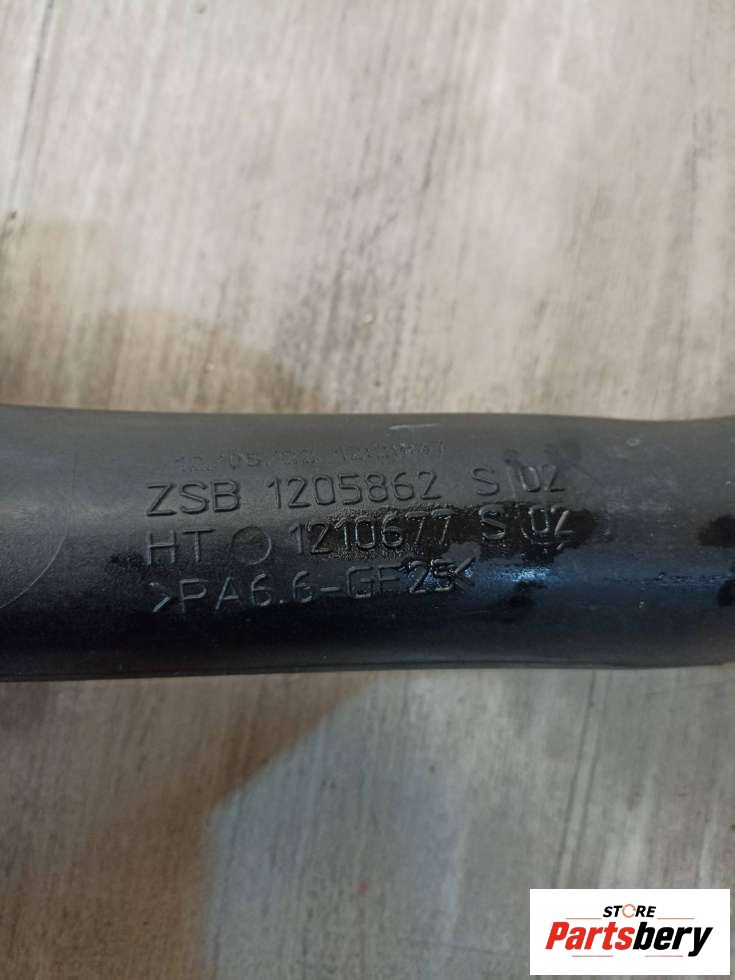 ZSB 1205862 S 02
HT 1210677 S 02
>PA6.6-GF25<
STORE
Partsbery